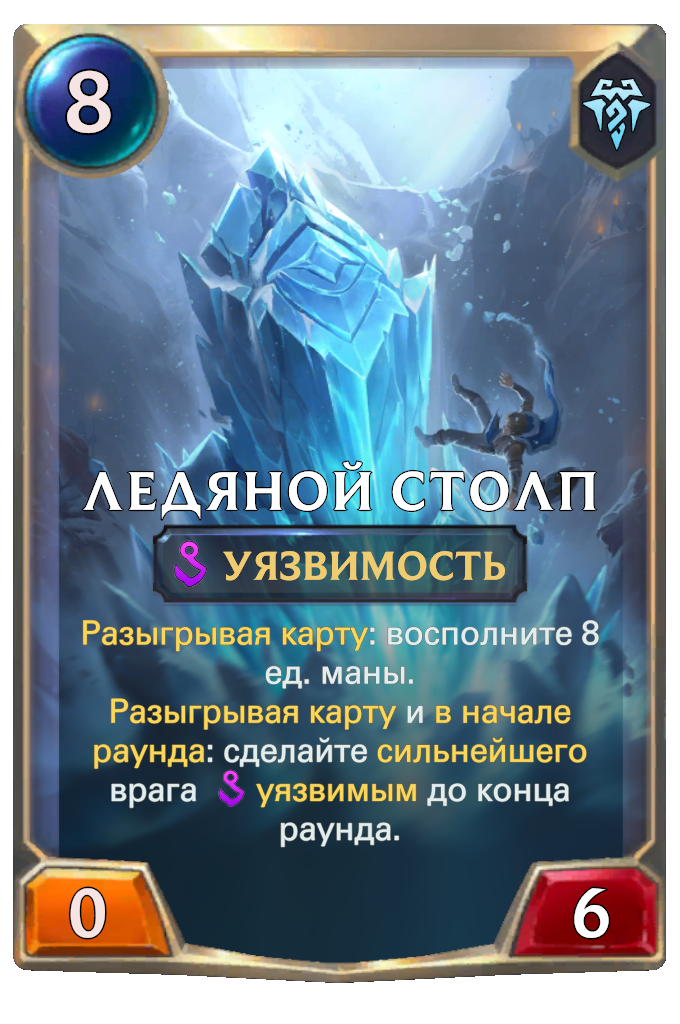 8
ЛЕДЯНОЙ СТОЛП
УЯЗВИМОСТЬ
Разыгрывая карту: восполните 8
ед. маны.
Разыгрывая карту и в начале
раунда: сделайте сильнейшего
врага уязвимым до конца
раунда.
0
6